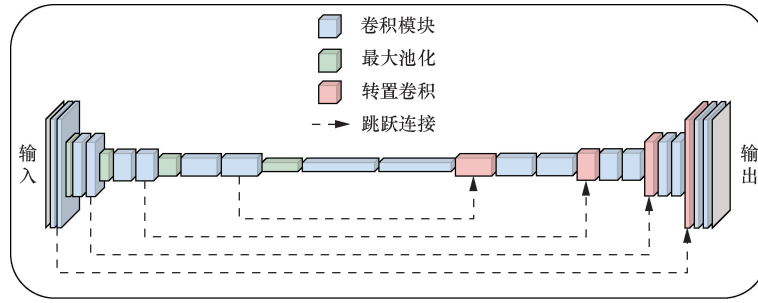 卷积模块
最大池化
转置卷积
跳跃连接
输入
输出